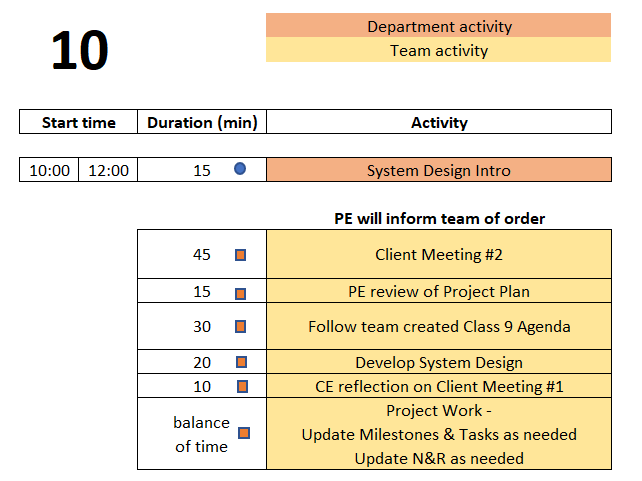 10
Department activity
Team activity
Start time Duration (min) Activity
10:00 12:00 15 System Design Intro
PE will inform team of order
45 Client Meeting #2
15 PE review of Project Plan
30 Follow team created Class 9 Agenda
20 Develop System Design
10 CE reflection on Client Meeting #1
balance
of time
Project Work -
Update Milestones & Tasks as needed
Update N&R as needed